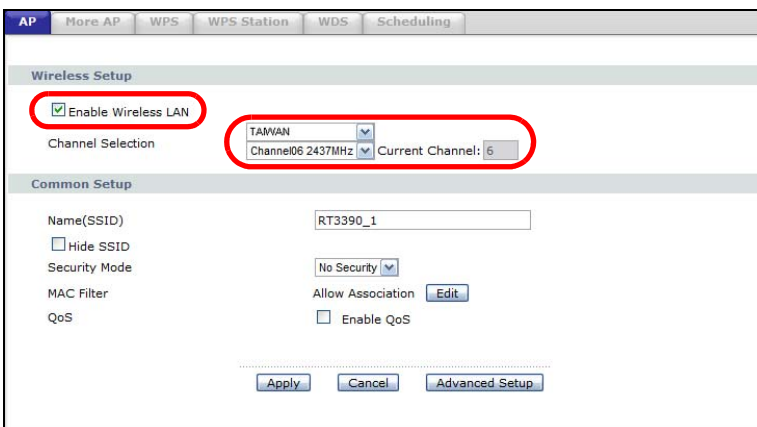 AP More AP WPS WPS Station WDS Scheduling
Wireless Setup
Enable Wireless LAN
Channel Selection TAIWAN
Channel06 2437MHz Current Channel: 6
Common Setup
Name(SSID) RT3390_1
Hide SSID
Security Mode No Security
MAC Filter Allow Association Edit
QoS Enable QoS
Apply Cancel Advanced Setup